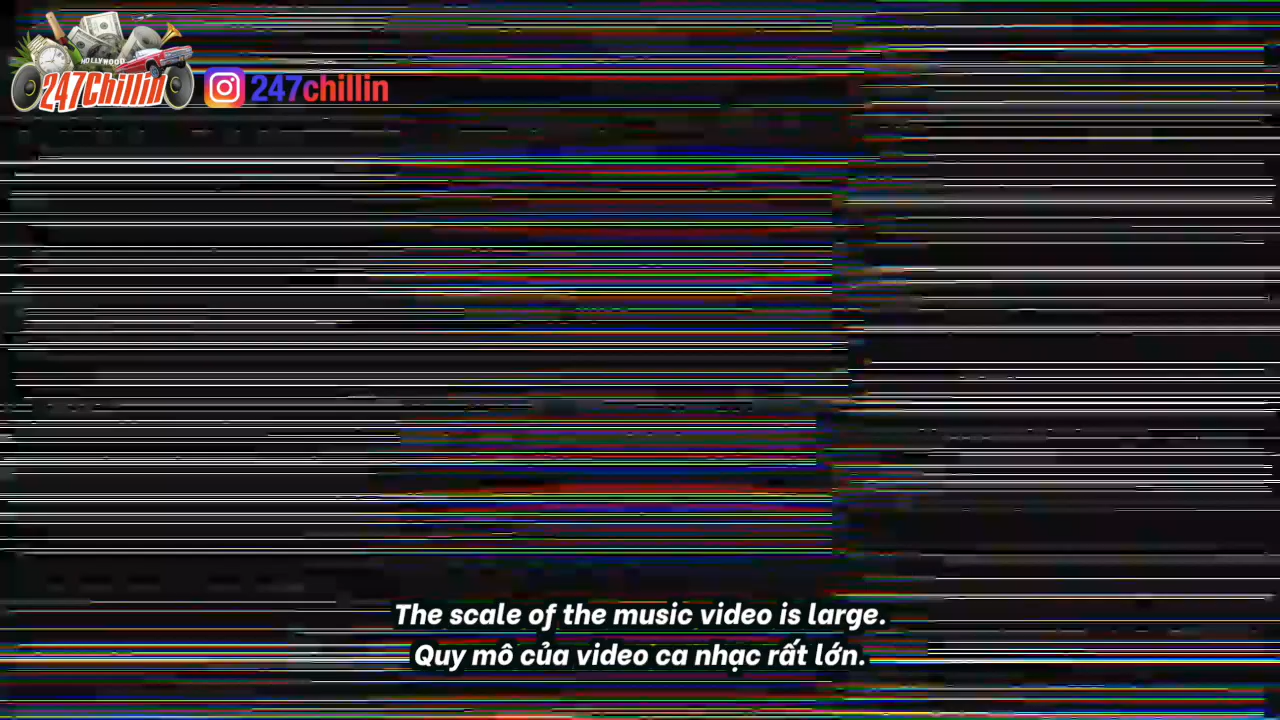 HOLLYWOOD
247Chillin
247chillin
The scale of the music video is large.
Quy mô của video ca nhạc rất lớn.